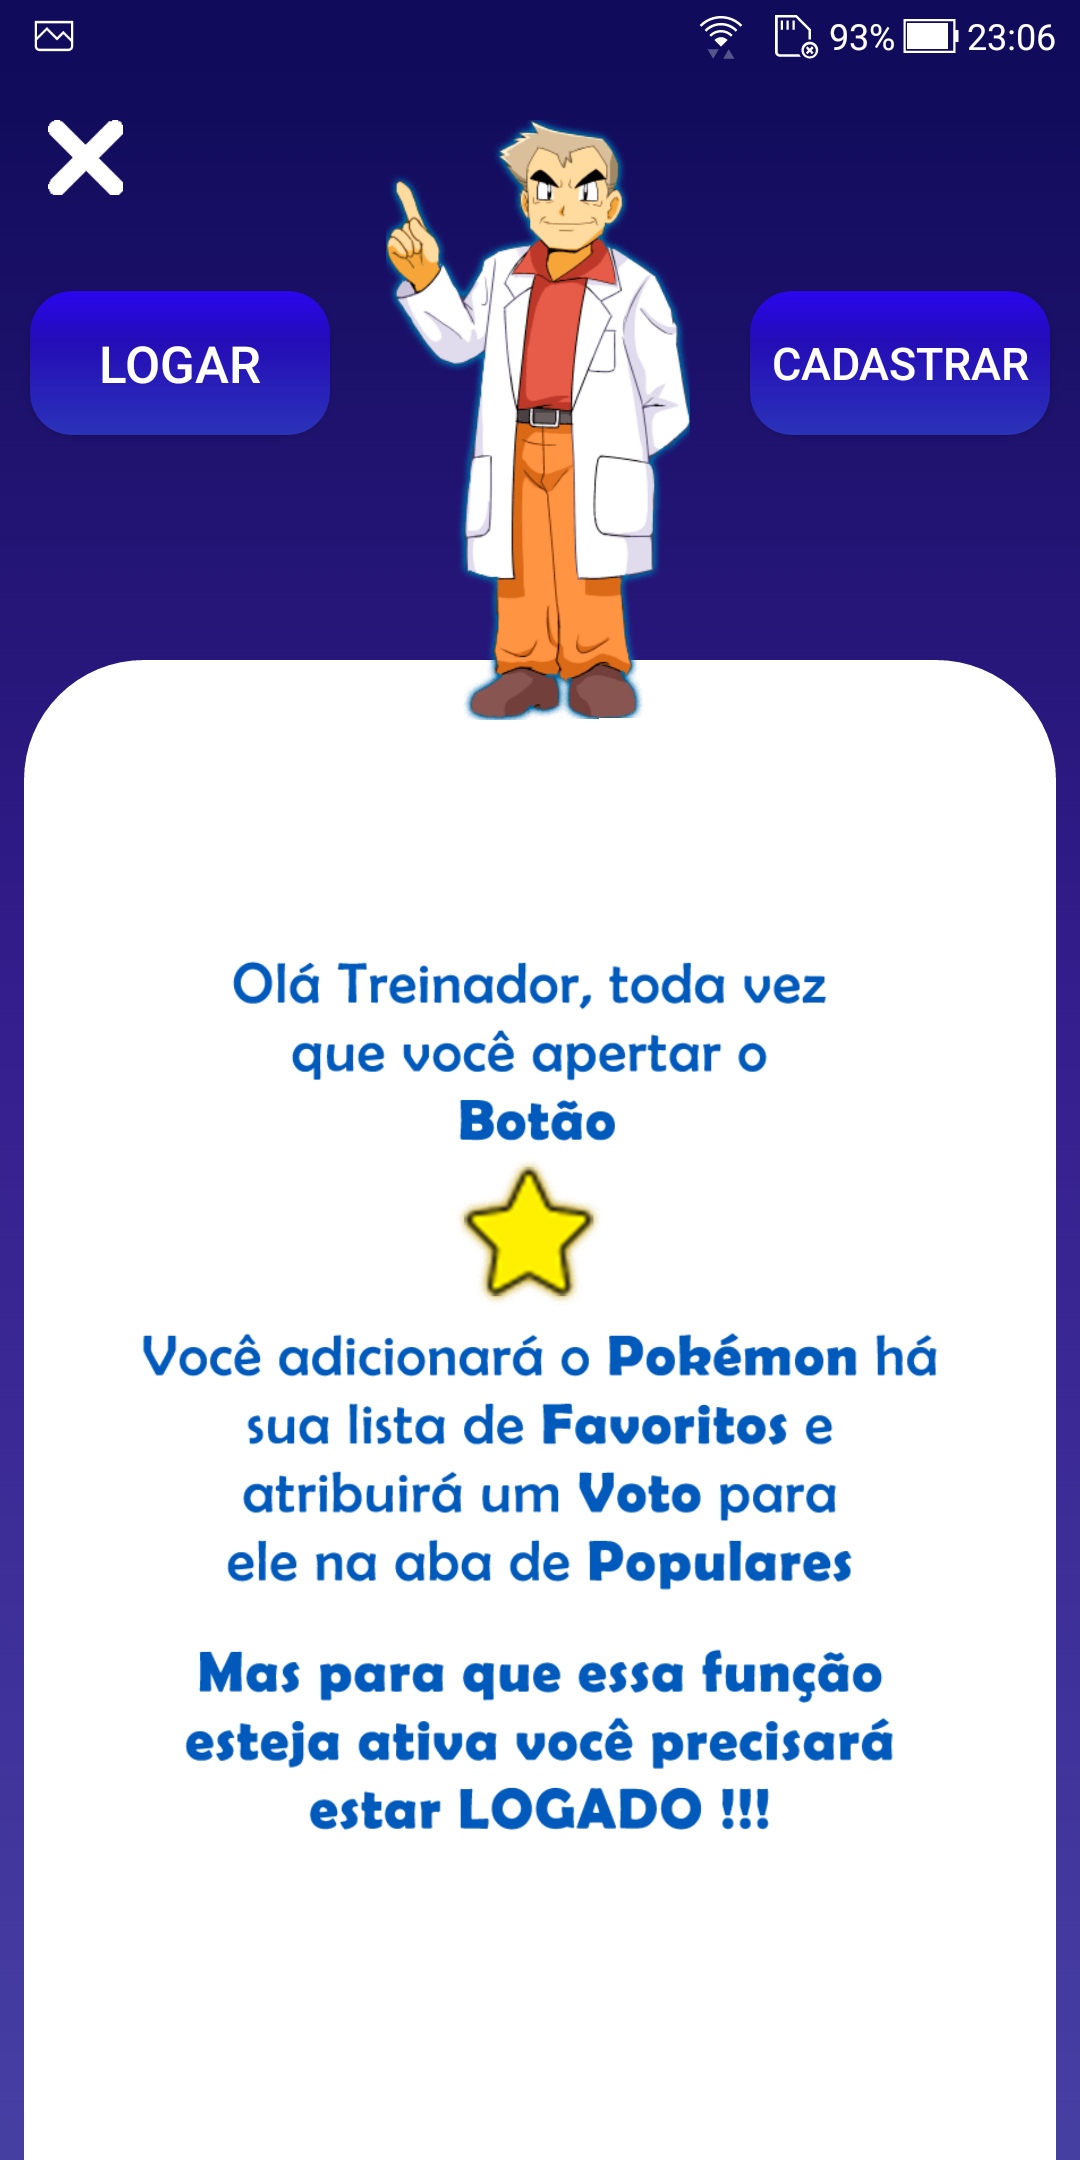 93% 23:06
LOGAR
CADASTRAR
Olá Treinador, toda vez
que você apertar o
Botão
Você adicionará o Pokémon há
sua lista de Favoritos e
atribuirá um Voto para
ele na aba de Populares
Mas para que essa função
esteja ativa você precisará
estar LOGADO !!!